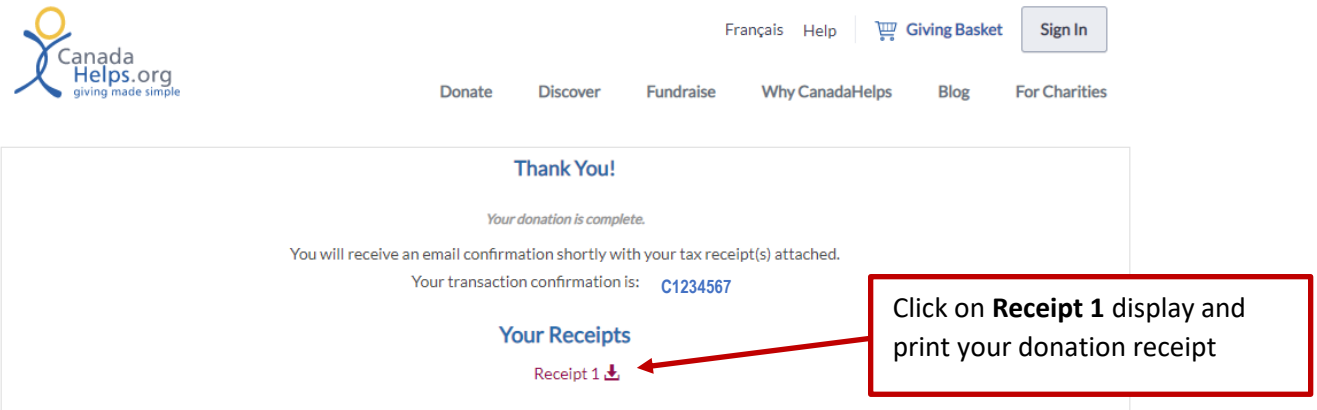 Canada
Helps.org
giving made simple
Français Help Giving Basket Sign In
Donate Discover Fundraise Why CanadaHelps Blog For Charities
Thank You!
Your donation is complete.
You will receive an email confirmation shortly with your tax receipt(s) attached.
Your transaction confirmation is: C1234567
Your Receipts
Receipt 1
Click on Receipt 1 display and
print your donation receipt